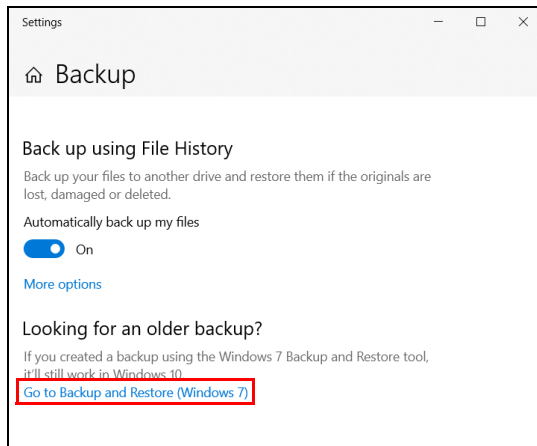 Settings
Backup
Back up using File History
Back up your files to another drive and restore them if the originals are
lost, damaged or deleted.
Automatically back up my files
On
More options
Looking for an older backup?
If you created a backup using the Windows 7 Backup and Restore tool,
it'll still work in Windows 10.
Go to Backup and Restore (Windows 7)